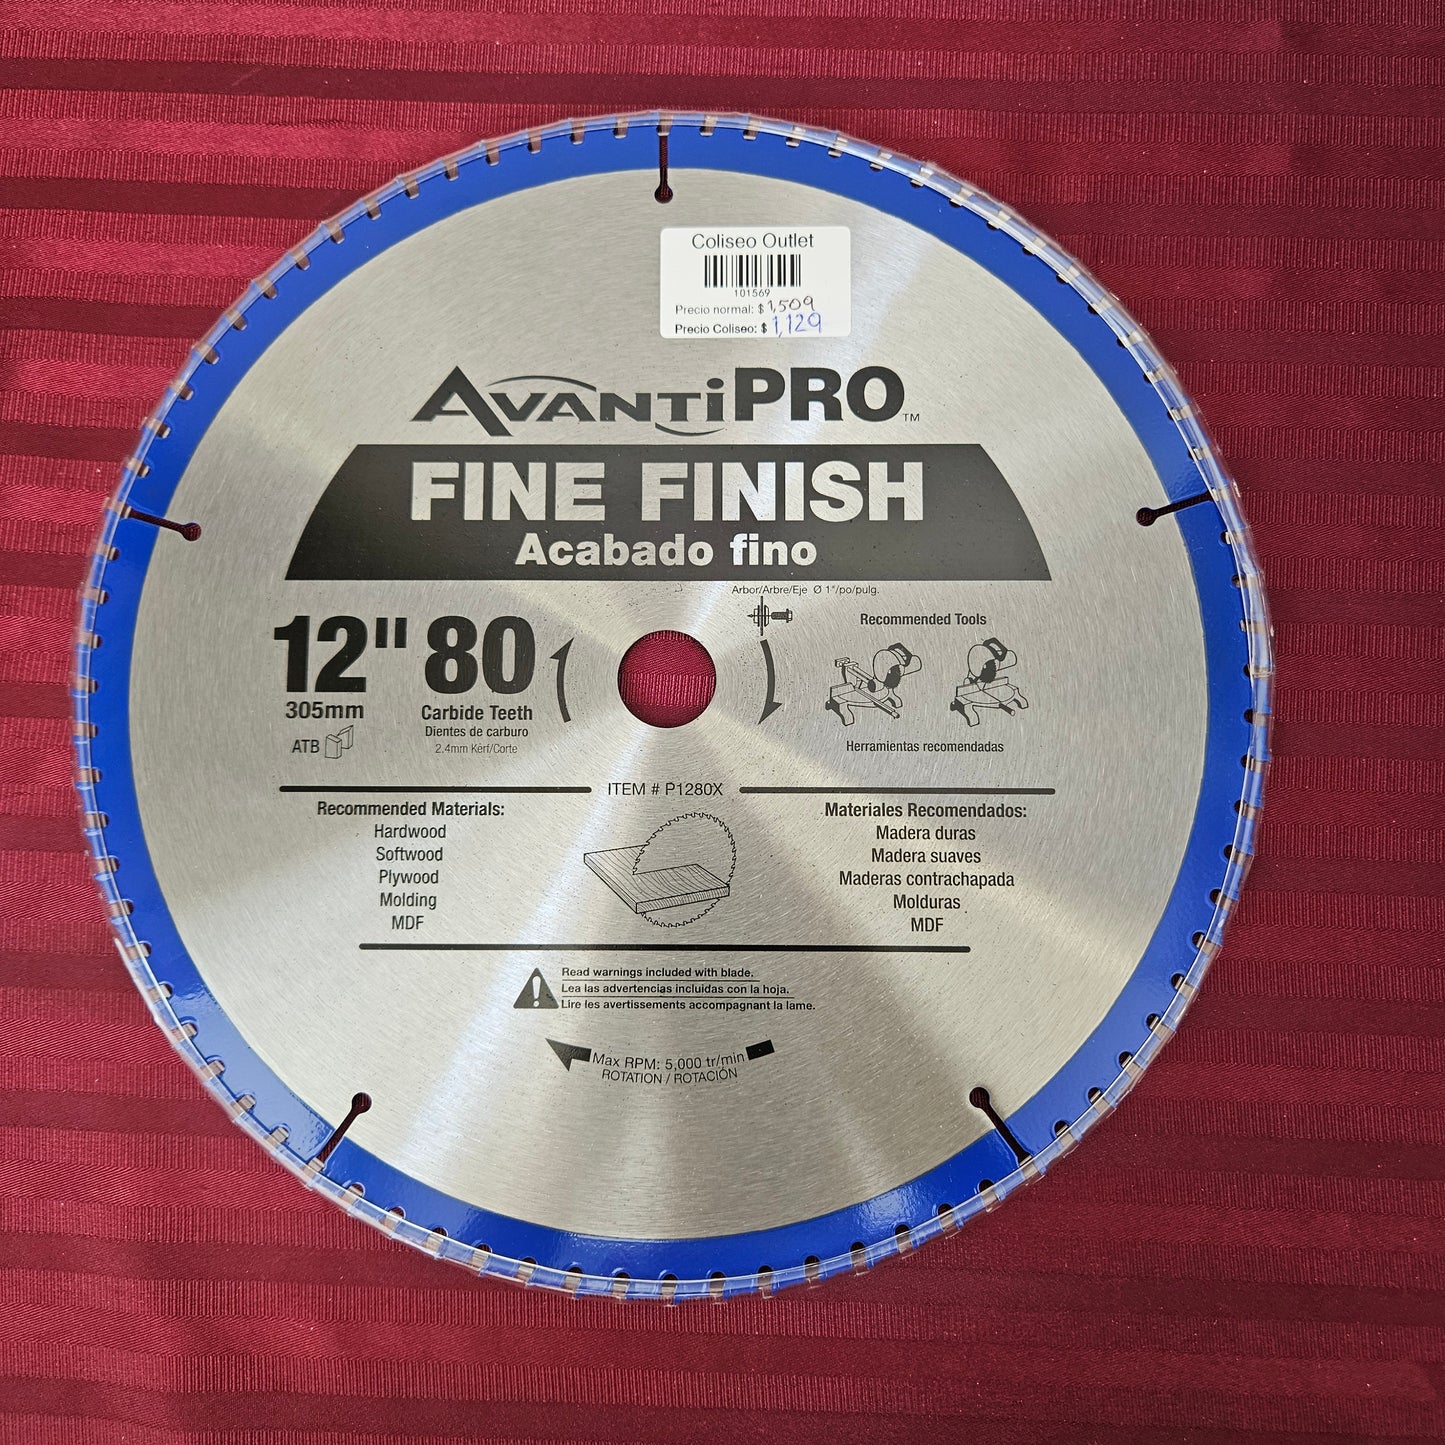 Coliseo Outlet
101569
Precio normal: $ 1,509
Precio Coliseo: $ 1,129
AVANTI PRO™
FINE FINISH
Acabado fino
Arbor/Arbre/Eje Ø 1"/po/pulg.
12" 80
305mm
Carbide Teeth
Dientes de carburo
ATB
2.4mm Kerf/Corte
Recommended Tools
Herramientas recomendadas
ITEM # P1280X
Recommended Materials:
Hardwood
Softwood
Plywood
Molding
MDF
Materiales Recomendados:
Madera duras
Madera suaves
Maderas contrachapada
Molduras
MDF
Read warnings included with blade.
Lea las advertencias incluidas con la hoja.
Lire les avertissements accompagnant la lame.
Max RPM: 5,000 tr/min
ROTATION / ROTACIÓN